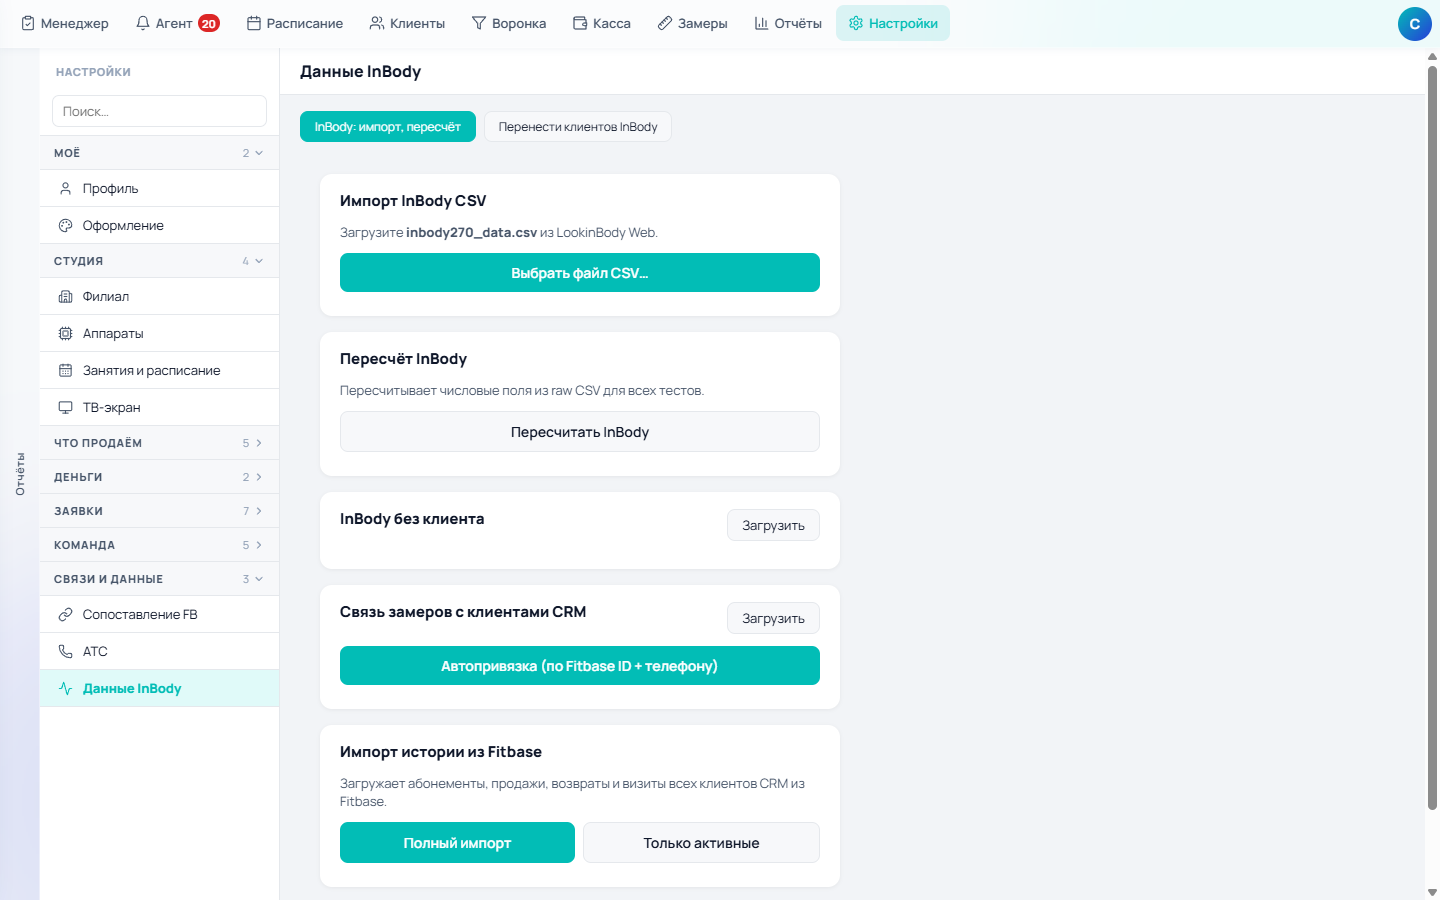 Менеджер
Агент 20
Расписание
Клиенты
Воронка
Касса
Замеры
Отчёты
Настройки
С
Отчёты
НАСТРОЙКИ
Поиск...
МОЁ 2
Профиль
Оформление
СТУДИЯ 4
Филиал
Аппараты
Занятия и расписание
ТВ-экран
ЧТО ПРОДАЁМ 5
ДЕНЬГИ 2
ЗАЯВКИ 7
КОМАНДА 5
СВЯЗИ И ДАННЫЕ 3
Сопоставление FB
АТС
Данные InBody
Данные InBody
InBody: импорт, пересчёт
Перенести клиентов InBody
Импорт InBody CSV
Загрузите inbody270_data.csv из LookinBody Web.
Выбрать файл CSV...
Пересчёт InBody
Пересчитывает числовые поля из raw CSV для всех тестов.
Пересчитать InBody
InBody без клиента
Загрузить
Связь замеров с клиентами CRM
Загрузить
Автопривязка (по Fitbase ID + телефону)
Импорт истории из Fitbase
Загружает абонементы, продажи, возвраты и визиты всех клиентов CRM из
Fitbase.
Полный импорт
Только активные